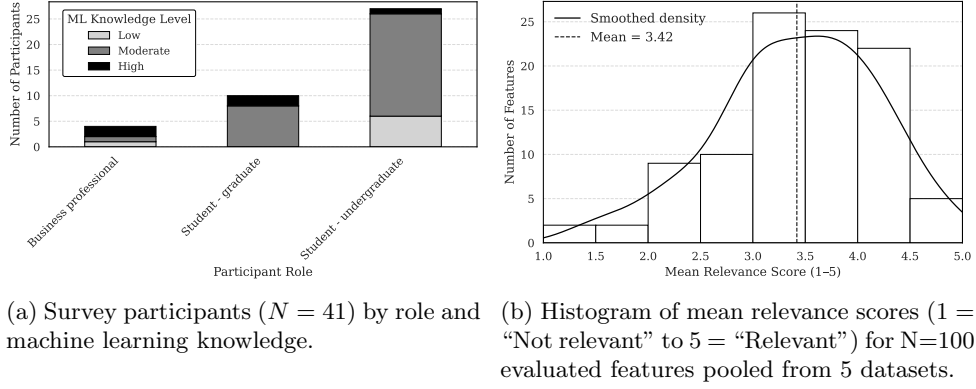 ML Knowledge Level
Low
Moderate
High
Number of Participants
25
20
15
10
5
0
Business professional
Student - graduate
Student - undergraduate
Participant Role
Smoothed density
Mean = 3.42
Number of Features
25
20
15
10
5
0
1.0 1.5 2.0 2.5 3.0 3.5 4.0 4.5 5.0
Mean Relevance Score (1–5)
(a) Survey participants (N = 41) by role and
machine learning knowledge.
(b) Histogram of mean relevance scores (1 =
“Not relevant” to 5 = “Relevant”) for N=100
evaluated features pooled from 5 datasets.